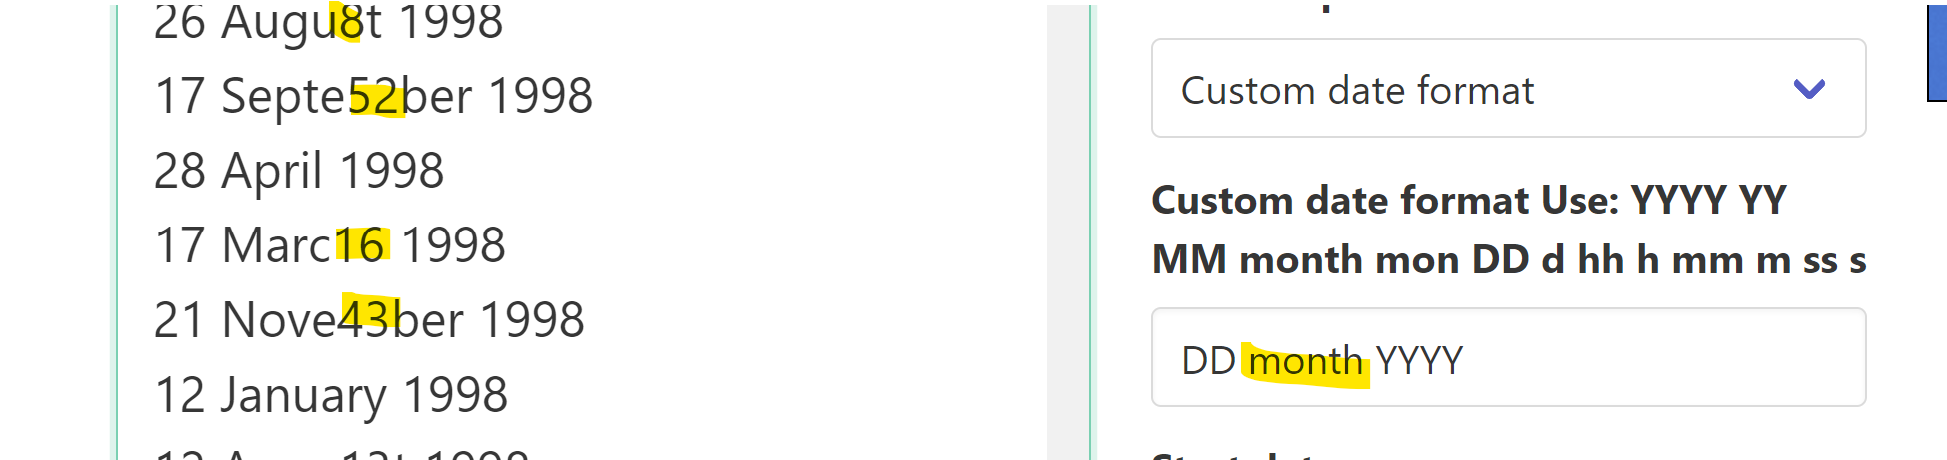 26 Augu8t 1998
17 Septe52ber 1998
28 April 1998
17 Marc16 1998
21 Nove43ber 1998
12 January 1998
1998
Custom date format
Custom date format Use: YYYY YY
MM month mon DD d hh h mm m ss s
DD month YYYY